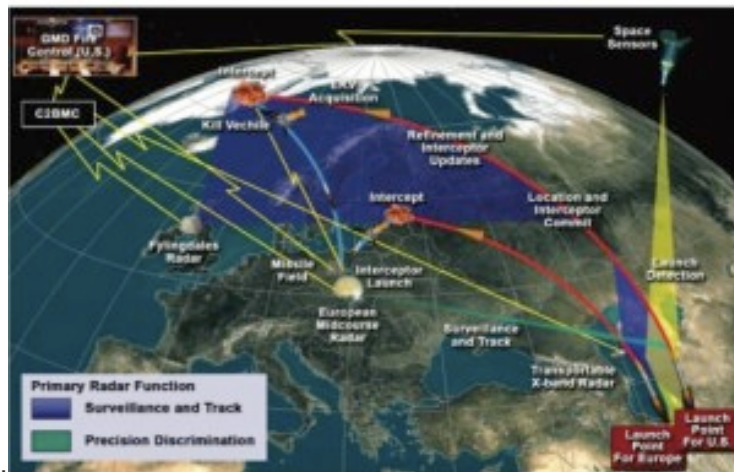 GMD Fire
Control (U.S.)
Space
Sensors
Intercept
EKV
Acquisition
C2BMC
Kill Vechile
Refinement and
Interceptor
Updates
Intercept
Location and
Interceptor
Commit
Fylingdales
Radar
Missile
Field
Interceptor
Launch
Launch
Detection
European
Midcourse
Radar
Surveillance
and Track
Transportable
X-band Radar
Primary Radar Function
Surveillance and Track
Precision Discrimination
Launch
Point
For Europe
Launch
Point
For U.S